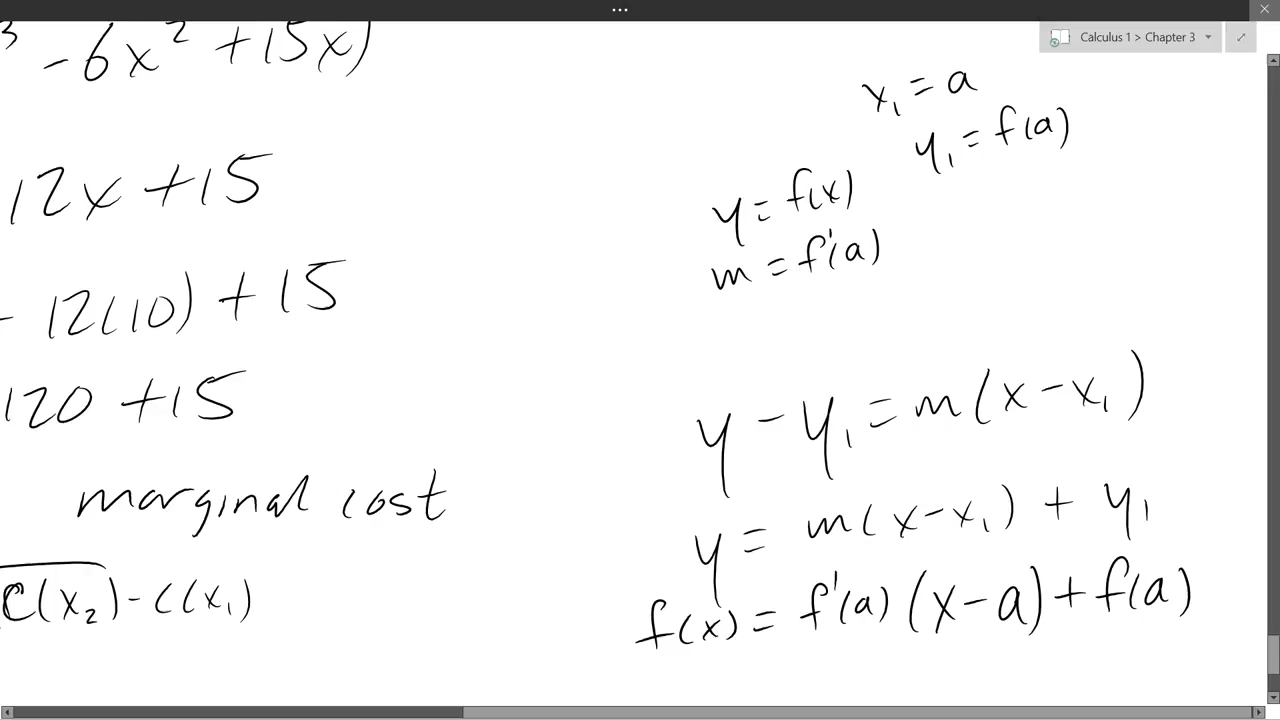 Calculus 1 > Chapter 3
3 - 6x² + 15x)
12x + 15
- 12(10) + 15
120 + 15
marginal cost
C(x₂) - C(x₁)
x₁ = a
y₁ = f(a)
y = f(x)
m = f'(a)
y - y₁ = m(x - x₁)
y = m(x - x₁) + y₁
f(x) = f'(a)(x - a) + f(a)